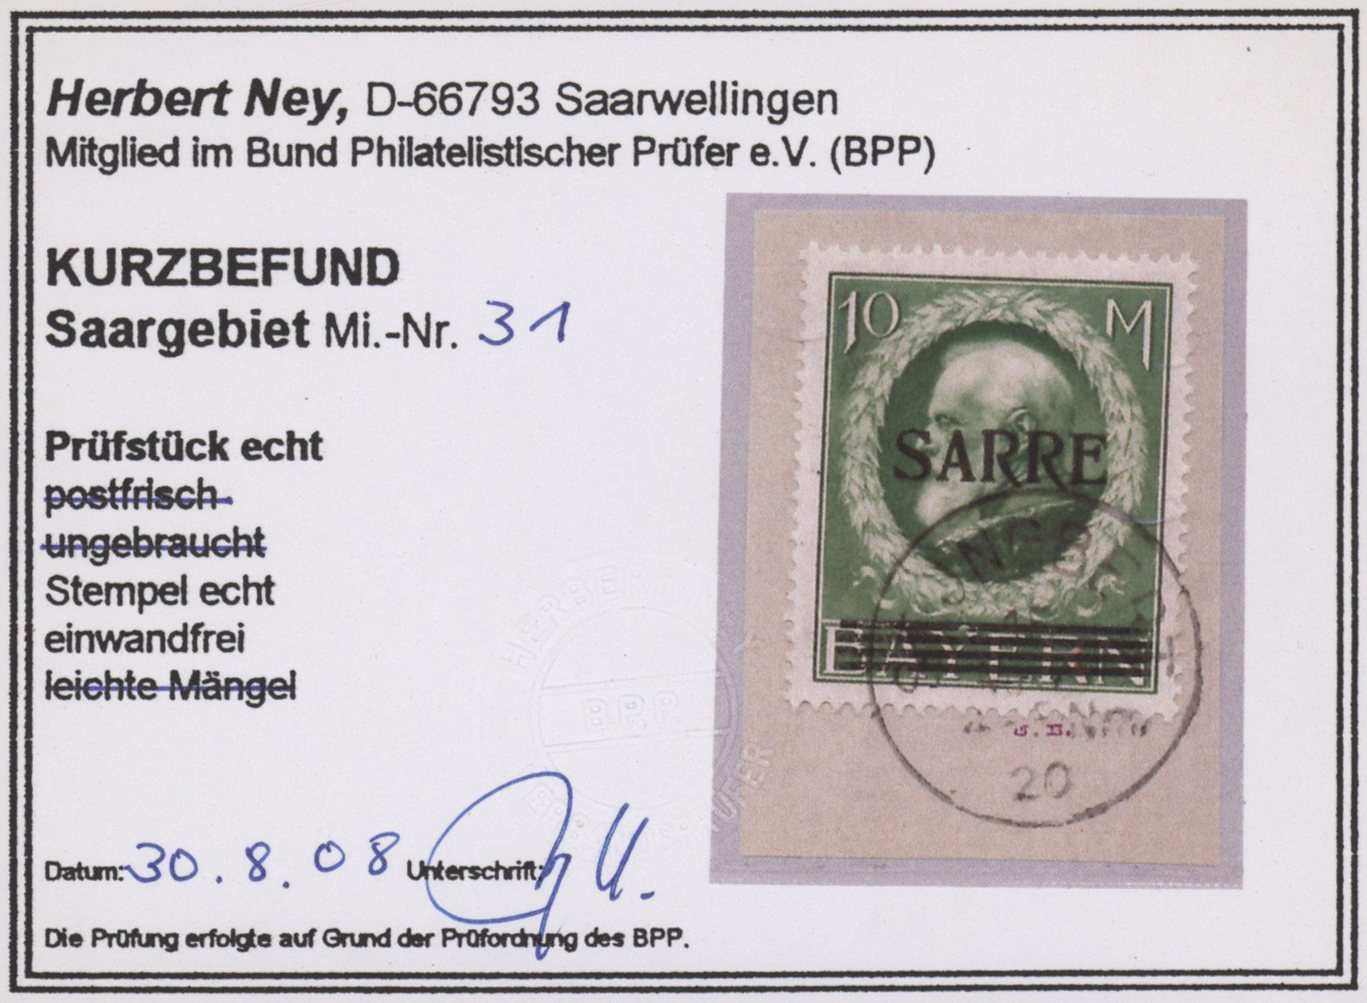 Herbert Ney, D-66793 Saarwellingen
Mitglied im Bund Philatelistischer Prüfer e.V. (BPP)
KURZBEFUND
Saargebiet Mi.-Nr. 31
Prüfstück echt
postfrisch
ungebraucht
Stempel echt
einwandfrei
leichte Mängel
10 M
SARRE
BAYERN
20
HERBERT
BPP
Datum: 30.8.08 Unterschrift:
Die Prüfung erfolgte auf Grund der Prüfordnung des BPP.